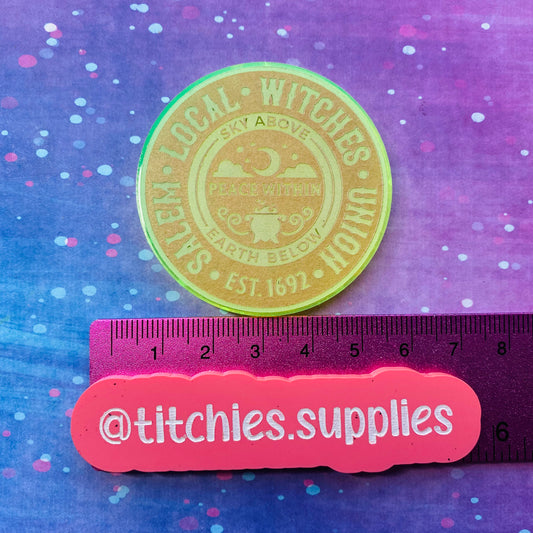 SALEM · LOCAL · WITCHES · UNION
· EST. 1692 ·
SKY ABOVE
PEACE WITHIN
EARTH BELOW
1 2 3 4 5 6 7 8
6
@titchies.supplies